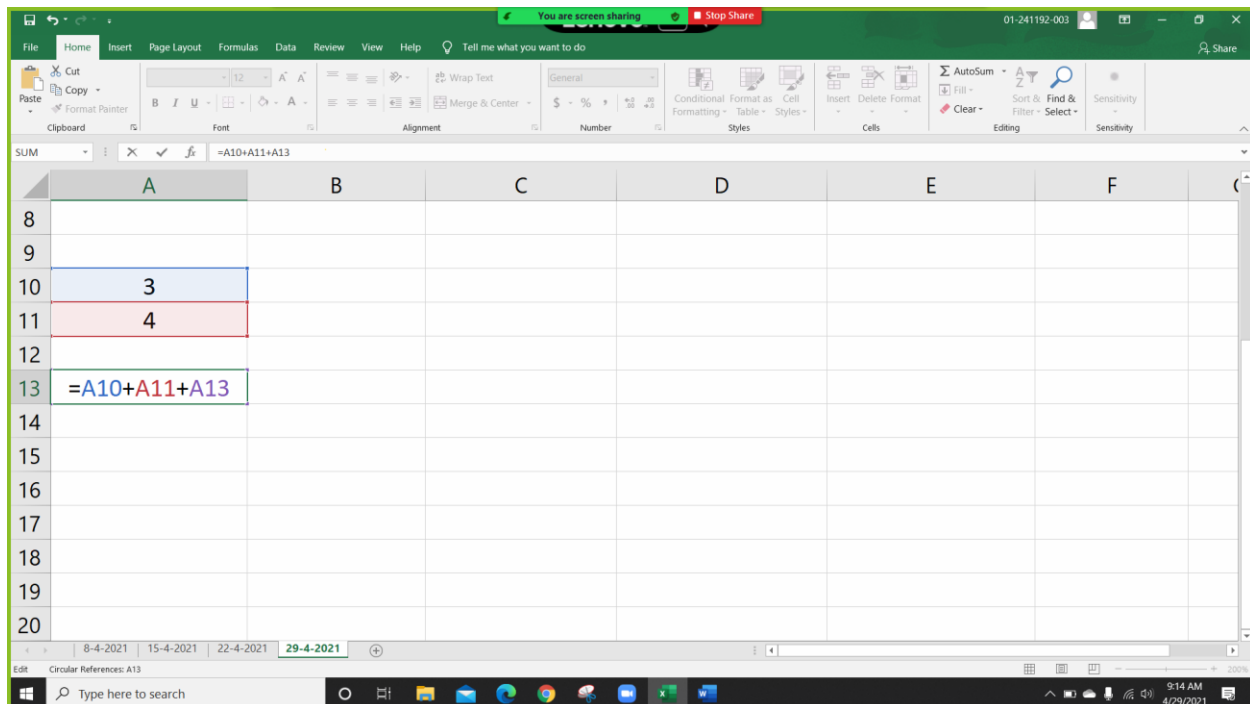 You are screen sharing Stop Share
01-241192-003
File Home Insert Page Layout Formulas Data Review View Help Tell me what you want to do Share
Paste
Cut
Copy
Format Painter
Clipboard
12
B I U
Font
Wrap Text
Merge & Center
Alignment
General
$ % ,
Number
Conditional Formatting
Format as Table
Cell Styles
Styles
Insert Delete Format
Cells
AutoSum
Fill
Clear
Sort & Filter
Find & Select
Editing
Sensitivity
Sensitivity
SUM fx =A10+A11+A13
A B C D E F
8
9
10 3
11 4
12
13 =A10+A11+A13
14
15
16
17
18
19
20
8-4-2021 15-4-2021 22-4-2021 29-4-2021
Edit Circular References: A13 200%
Type here to search
9:14 AM
4/29/2021